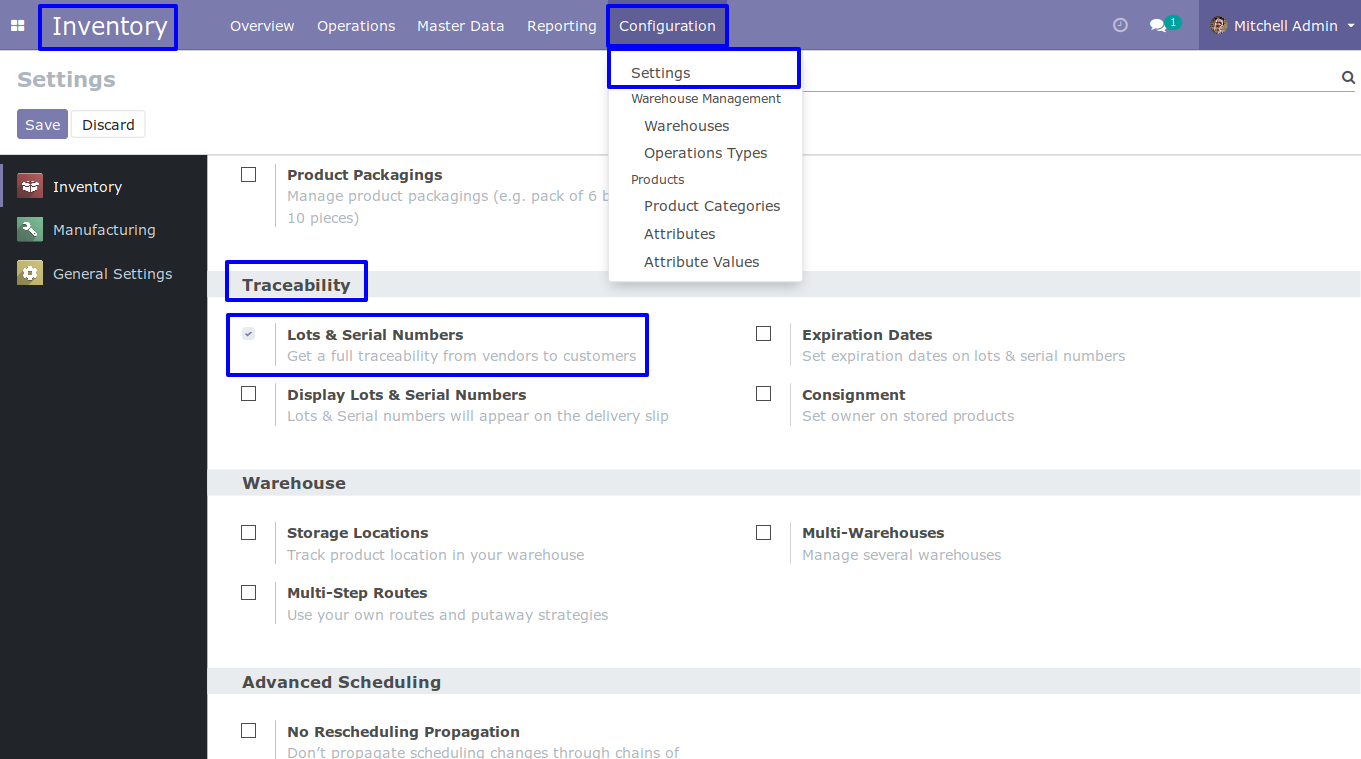 Inventory
Overview
Operations
Master Data
Reporting
Configuration
1
Mitchell Admin
Settings
Save
Discard
Settings
Warehouse Management
Warehouses
Operations Types
Products
Product Categories
Attributes
Attribute Values
Inventory
Manufacturing
General Settings
Product Packagings
Manage product packagings (e.g. pack of 6
10 pieces)
Traceability
Lots & Serial Numbers
Get a full traceability from vendors to customers
Expiration Dates
Set expiration dates on lots & serial numbers
Display Lots & Serial Numbers
Lots & Serial numbers will appear on the delivery slip
Consignment
Set owner on stored products
Warehouse
Storage Locations
Track product location in your warehouse
Multi-Warehouses
Manage several warehouses
Multi-Step Routes
Use your own routes and putaway strategies
Advanced Scheduling
No Rescheduling Propagation
Don’t propagate scheduling changes through chains of